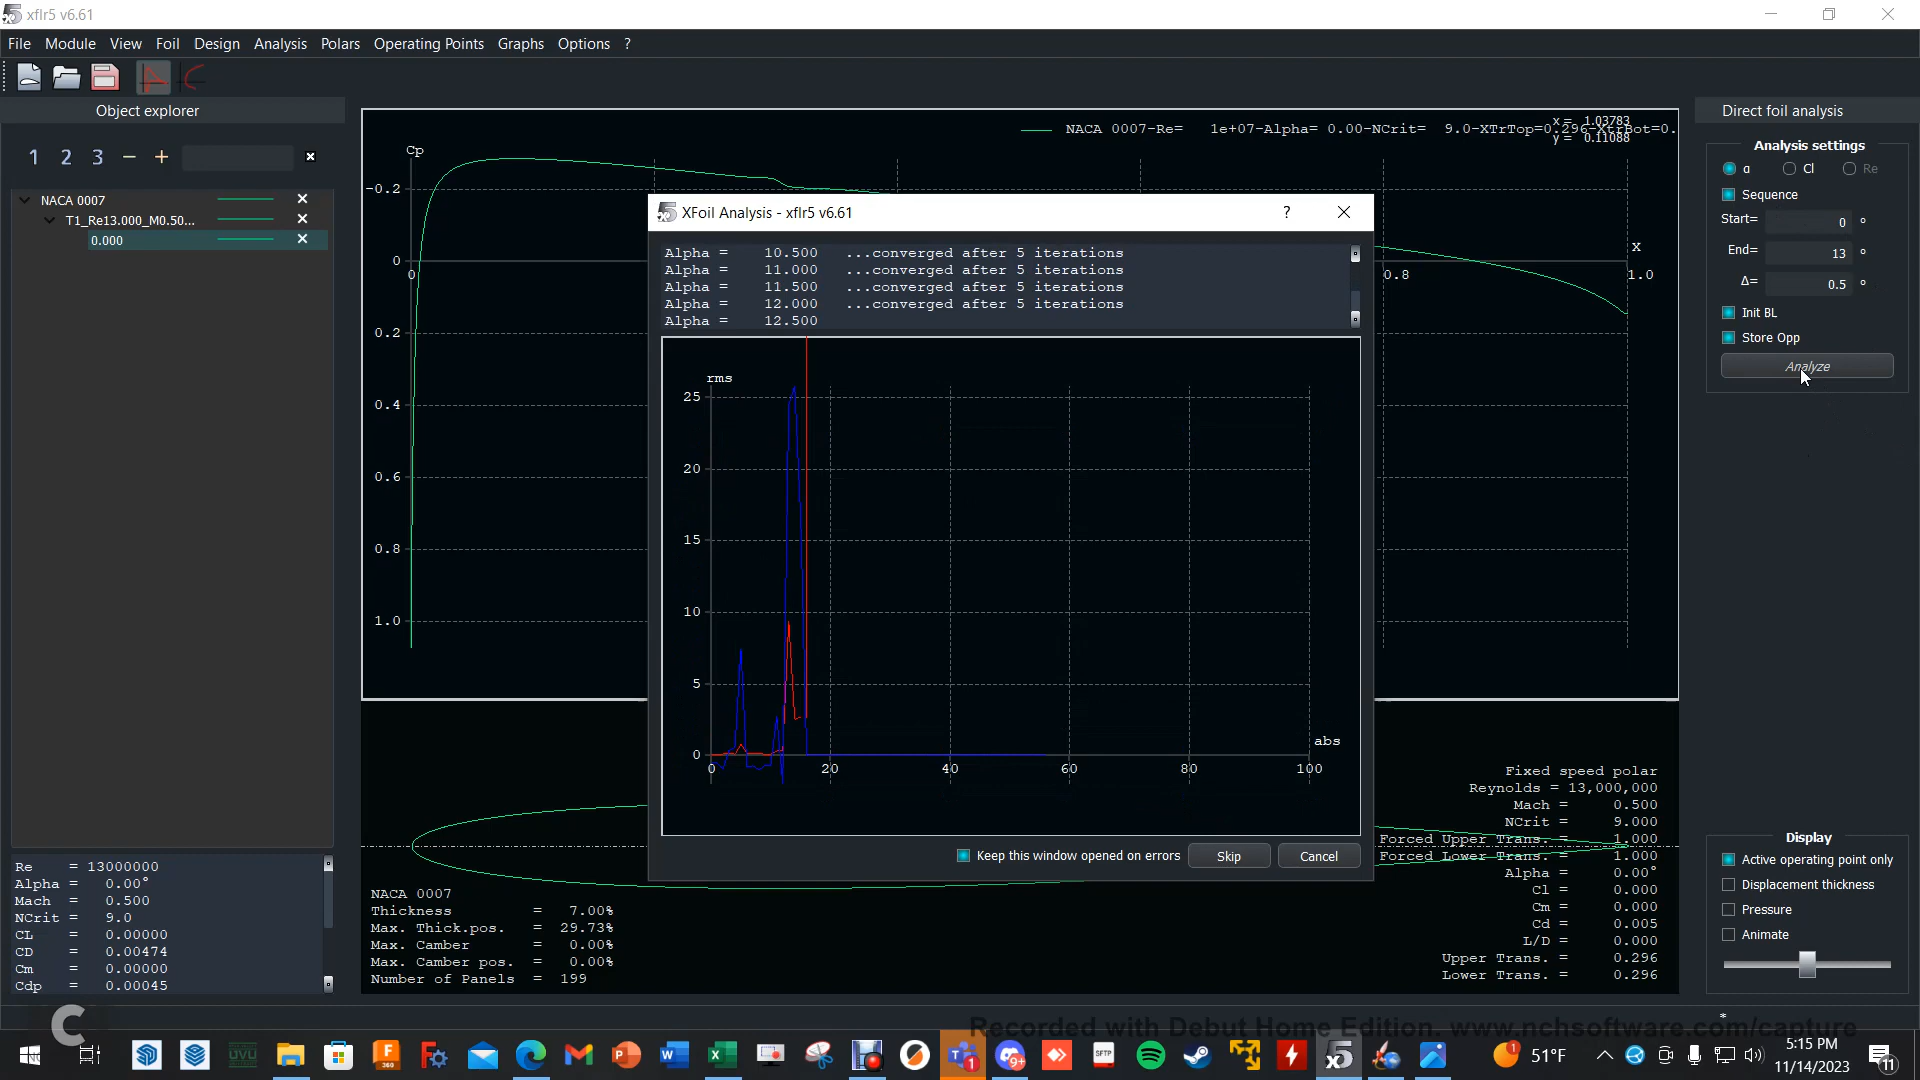 xflr5 v6.61
File Module View Foil Design Analysis Polars Operating Points Graphs Options ?
Object explorer
1 2 3 − +
NACA 0007
T1_Re13.000_M0.50...
0.000
Re = 13000000
Alpha = 0.00°
Mach = 0.500
NCrit = 9.0
CL = 0.00000
CD = 0.00474
Cm = 0.00000
Cdp = 0.00045
NACA 0007-Re= 1e+07-Alpha= 0.00-NCrit= 9.0-XTrTop=0.296-XtrBot=0.
x = 1.03783
y = 0.11088
Cp
-0.2
0
0.2
0.4
0.6
0.8
1.0
0
0.8
1.0
X
XFoil Analysis - xflr5 v6.61
?
Alpha = 10.500 ...converged after 5 iterations
Alpha = 11.000 ...converged after 5 iterations
Alpha = 11.500 ...converged after 5 iterations
Alpha = 12.000 ...converged after 5 iterations
Alpha = 12.500
rms
25
20
15
10
5
0
abs
0 20 40 60 80 100
Keep this window opened on errors
Skip
Cancel
NACA 0007
Thickness = 7.00%
Max. Thick.pos. = 29.73%
Max. Camber = 0.00%
Max. Camber pos. = 0.00%
Number of Panels = 199
Fixed speed polar
Reynolds = 13,000,000
Mach = 0.500
NCrit = 9.000
Forced Upper Trans. = 1.000
Forced Lower Trans. = 1.000
Alpha = 0.00°
Cl = 0.000
Cm = 0.000
Cd = 0.005
L/D = 0.000
Upper Trans. = 0.296
Lower Trans. = 0.296
Direct foil analysis
Analysis settings
α Cl Re
Sequence
Start= 0 °
End= 13 °
Δ= 0.5 °
Init BL
Store Opp
Analyze
Display
Active operating point only
Displacement thickness
Pressure
Animate
*
C
Recorded with Debut Home Edition. www.nchsoftware.com/capture
UVU
F
360
SFTP
1
9+
x5
1
51°F
5:15 PM
11/14/2023
11